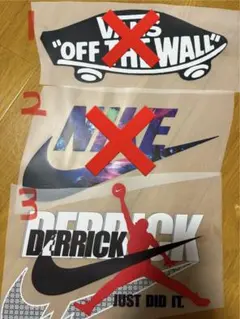 1
VANS
"OFF THE WALL"
2
NIKE
3
DERRICK
DERRICK
JUST DID IT.